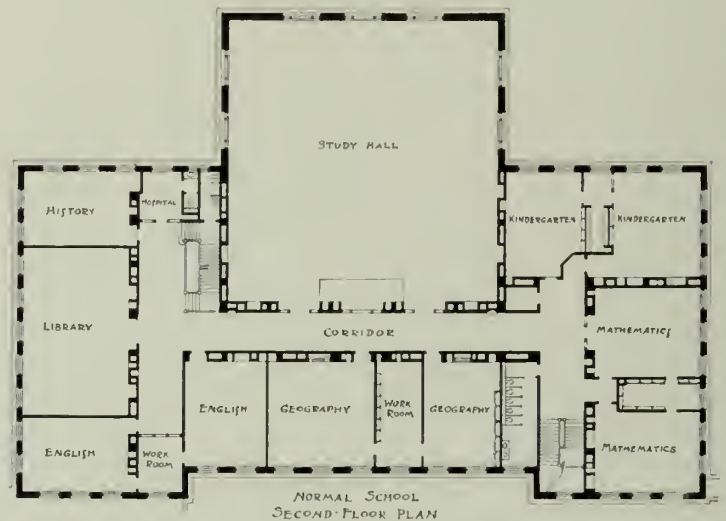 STUDY HALL
HISTORY
HOSPITAL
KINDERGARTEN
KINDERGARTEN
LIBRARY
CORRIDOR
MATHEMATICS
ENGLISH
GEOGRAPHY
WORK
ROOM
GEOGRAPHY
ENGLISH
WORK
ROOM
MATHEMATICS
NORMAL SCHOOL
SECOND-FLOOR PLAN